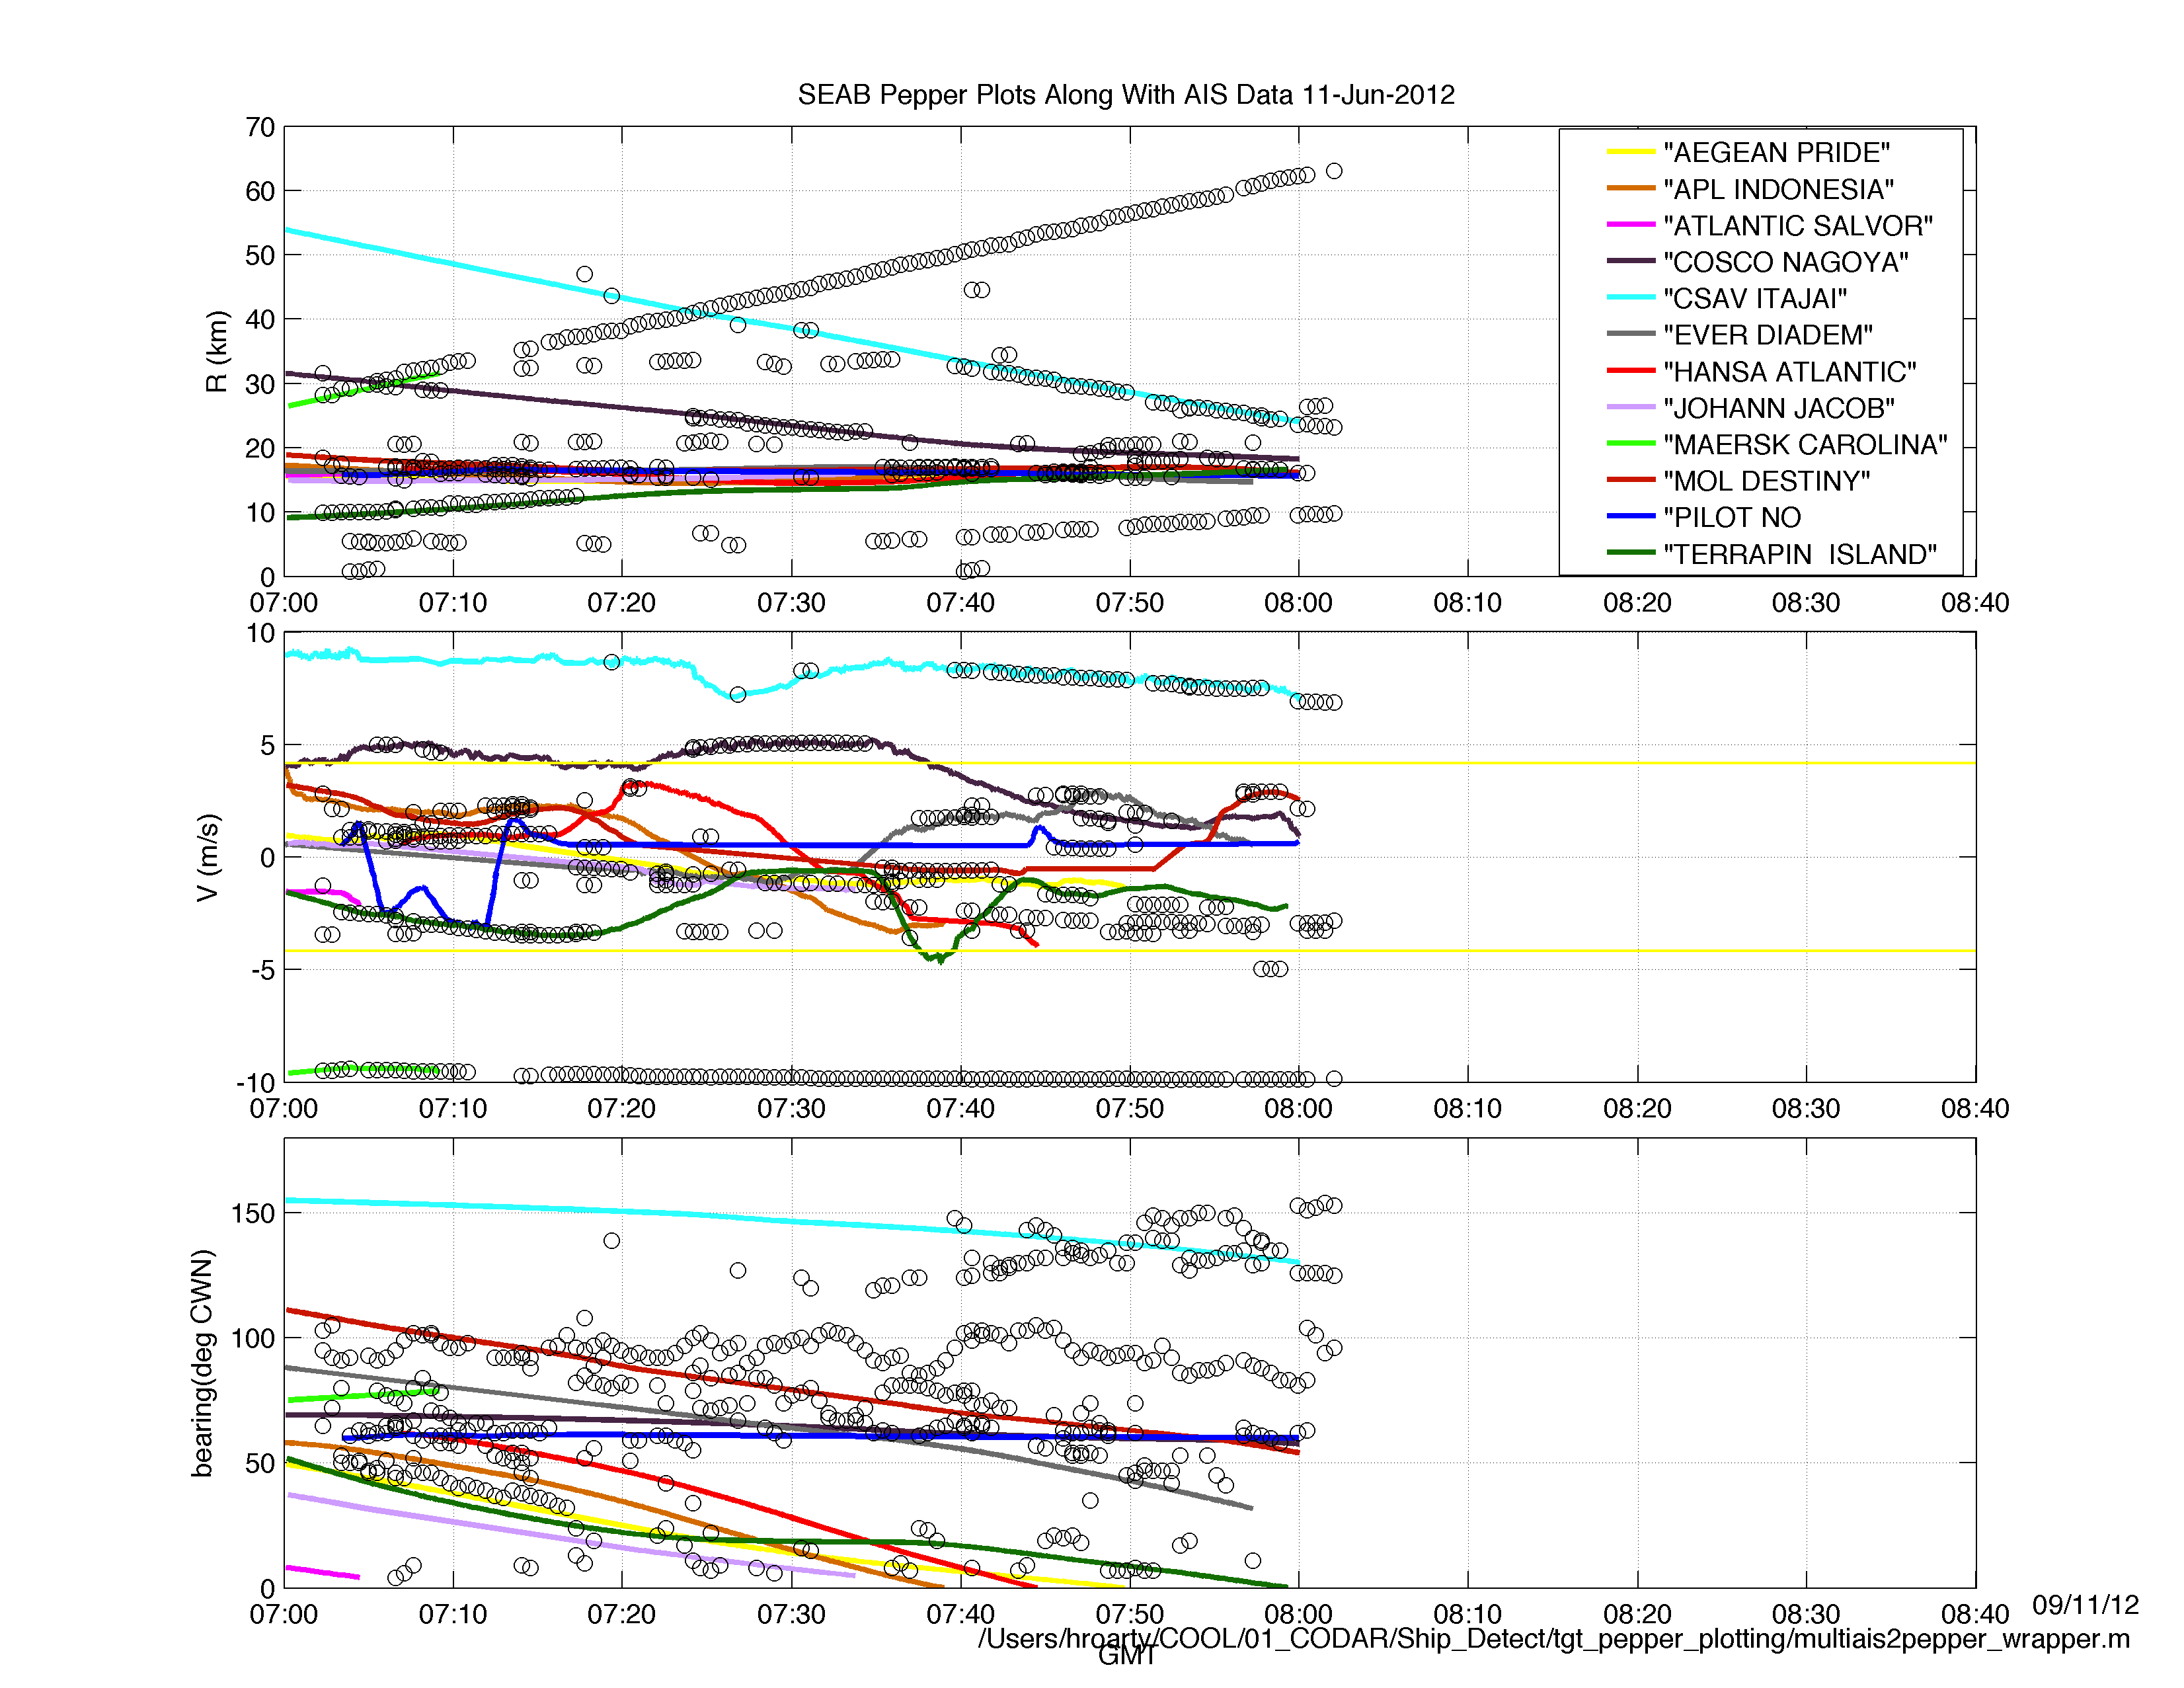 SEAB Pepper Plots Along With AIS Data 11-Jun-2012
70
60
50
40
30
20
10
0
R (km)
07:00 07:10 07:20 07:30 07:40 07:50 08:00 08:10 08:20 08:30 08:40
"AEGEAN PRIDE"
"APL INDONESIA"
"ATLANTIC SALVOR"
"COSCO NAGOYA"
"CSAV ITAJAI"
"EVER DIADEM"
"HANSA ATLANTIC"
"JOHANN JACOB"
"MAERSK CAROLINA"
"MOL DESTINY"
"PILOT NO
"TERRAPIN  ISLAND"
10
5
0
-5
-10
V (m/s)
07:00 07:10 07:20 07:30 07:40 07:50 08:00 08:10 08:20 08:30 08:40
150
100
50
0
bearing(deg CWN)
07:00 07:10 07:20 07:30 07:40 07:50 08:00 08:10 08:20 08:30 08:40
09/11/12
/Users/hroarty/COOL/01_CODAR/Ship_Detect/tgt_pepper_plotting/multiais2pepper_wrapper.m
GMT